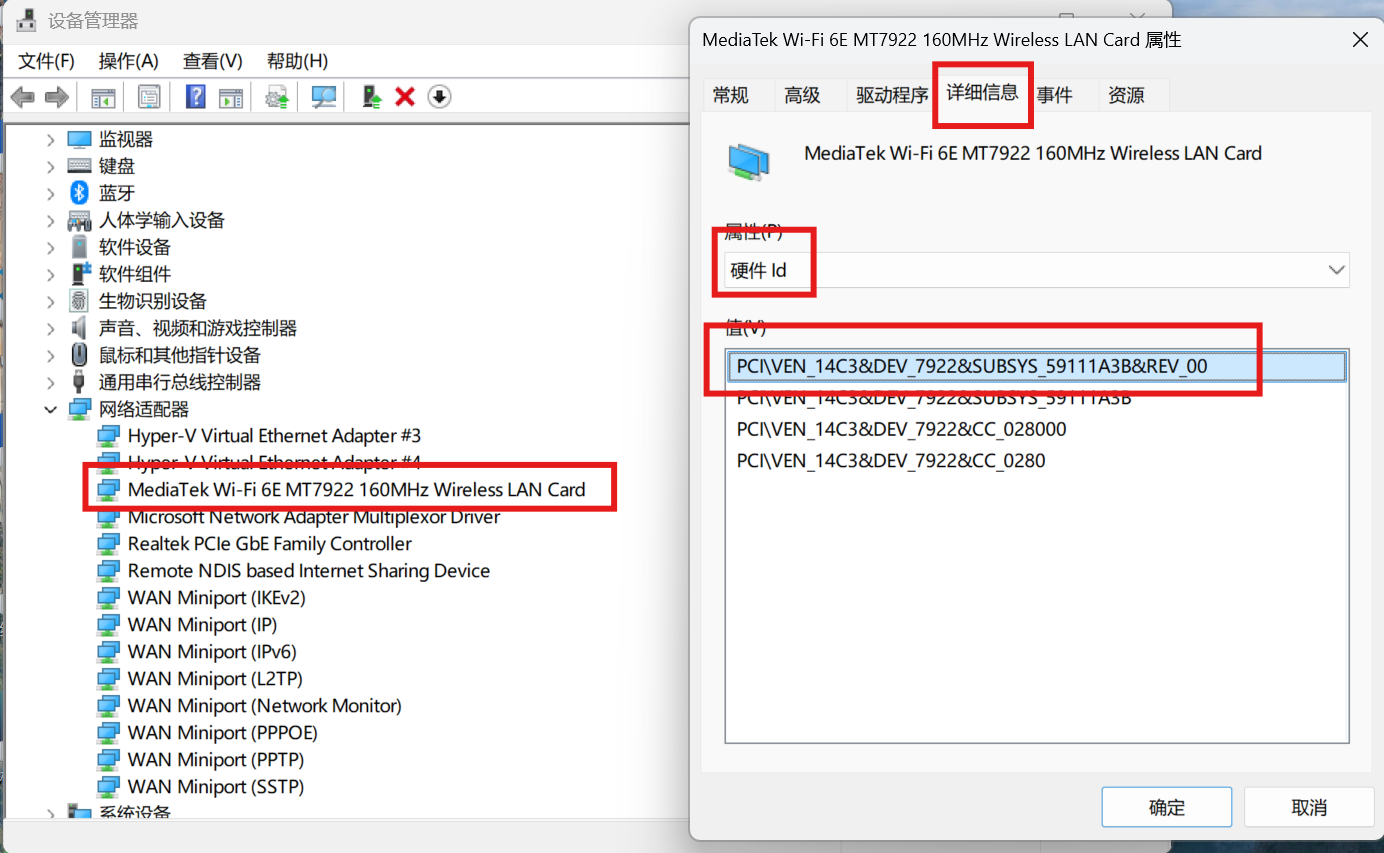 设备管理器
文件(F) 操作(A) 查看(V) 帮助(H)
监视器
键盘
蓝牙
人体学输入设备
软件设备
软件组件
生物识别设备
声音、视频和游戏控制器
鼠标和其他指针设备
通用串行总线控制器
网络适配器
Hyper-V Virtual Ethernet Adapter #3
Hyper-V Virtual Ethernet Adapter #4
MediaTek Wi-Fi 6E MT7922 160MHz Wireless LAN Card
Microsoft Network Adapter Multiplexor Driver
Realtek PCIe GbE Family Controller
Remote NDIS based Internet Sharing Device
WAN Miniport (IKEv2)
WAN Miniport (IP)
WAN Miniport (IPv6)
WAN Miniport (L2TP)
WAN Miniport (Network Monitor)
WAN Miniport (PPPOE)
WAN Miniport (PPTP)
WAN Miniport (SSTP)
系统设备
MediaTek Wi-Fi 6E MT7922 160MHz Wireless LAN Card 属性
常规 高级 驱动程序 详细信息 事件 资源
MediaTek Wi-Fi 6E MT7922 160MHz Wireless LAN Card
属性(P)
硬件 Id
值(V)
PCI\VEN_14C3&DEV_7922&SUBSYS_59111A3B&REV_00
PCI\VEN_14C3&DEV_7922&SUBSYS_59111A3B
PCI\VEN_14C3&DEV_7922&CC_028000
PCI\VEN_14C3&DEV_7922&CC_0280
确定 取消